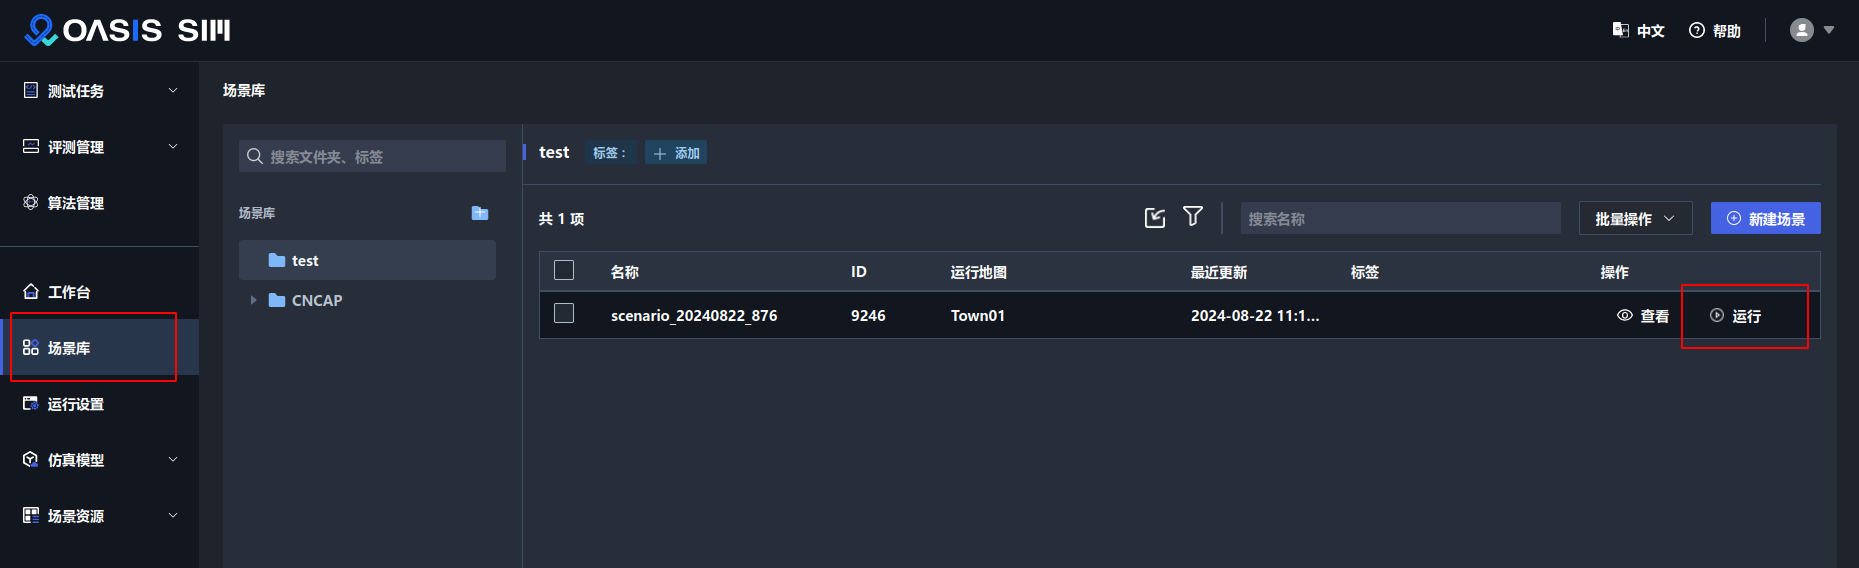 OASIS SIM
中文
帮助
测试任务
评测管理
算法管理
工作台
场景库
运行设置
仿真模型
场景资源
场景库
搜索文件夹、标签
场景库
test
CNCAP
test 标签： 添加
共 1 项 搜索名称 批量操作 新建场景
名称 ID 运行地图 最近更新 标签 操作
scenario_20240822_876 9246 Town01 2024-08-22 11:1... 查看 运行